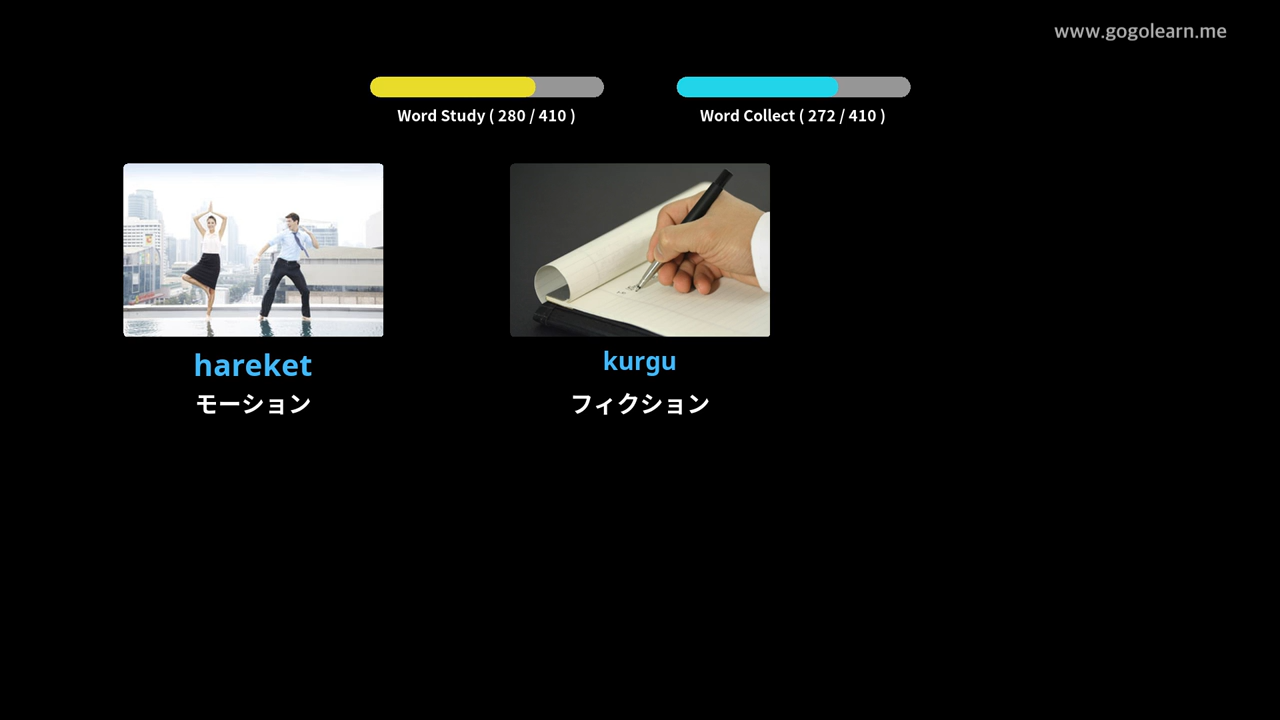 www.gogolearn.me
Word Study ( 280 / 410 )
Word Collect ( 272 / 410 )
hareket
モーション
kurgu
フィクション